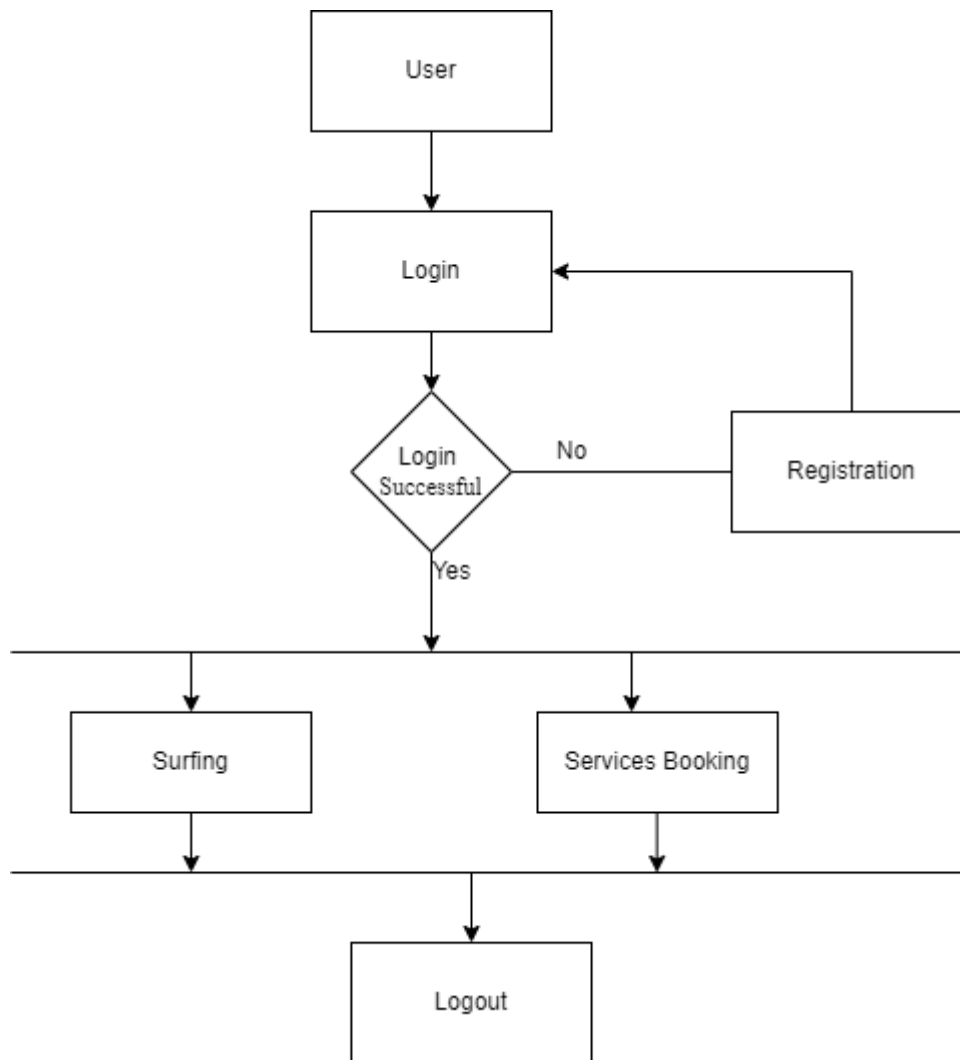 User
Login
Login
Successful
No
Registration
Yes
Surfing
Services Booking
Logout